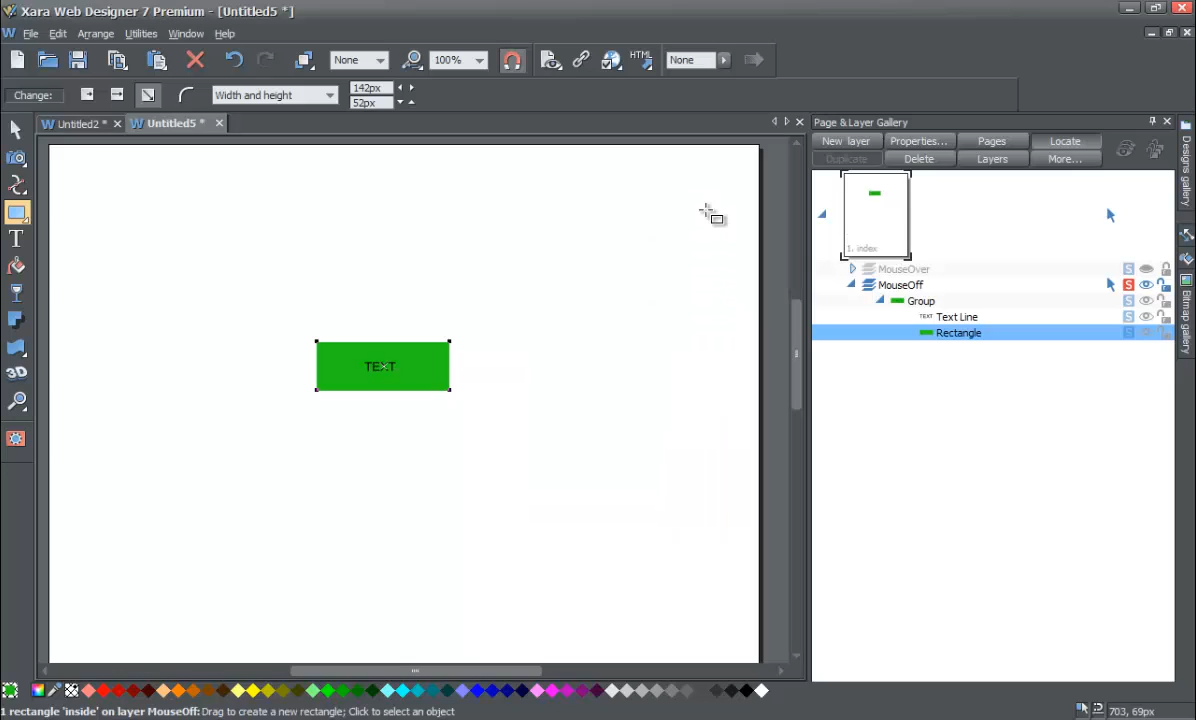 Xara Web Designer 7 Premium - [Untitled5 *]
File Edit Arrange Utilities Window Help
None 100% HTML None
Change: Width and height 142px
52px
Untitled2 * Untitled5 * Page & Layer Gallery
New layer Properties... Pages Locate
Duplicate Delete Layers More...
1. index
MouseOver S
MouseOff S
Group S
TEXT Text Line S
Rectangle S
TEXT
T
3D
Designs gallery
Bitmap gallery
1 rectangle 'inside' on layer MouseOff: Drag to create a new rectangle; Click to select an object 703, 69px